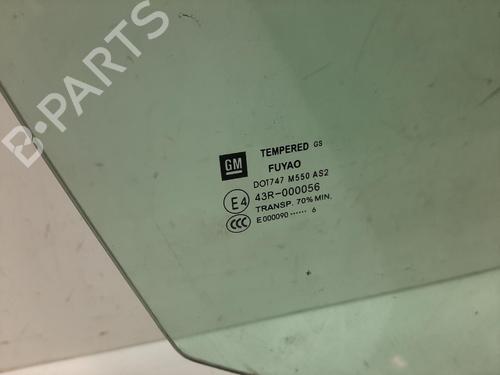 B-PARTS
GM
TEMPERED GS
FUYAO
DOT747 M550 AS2
E4 43R-000056
TRANSP. 70% MIN.
CCC E000090 ...... 6